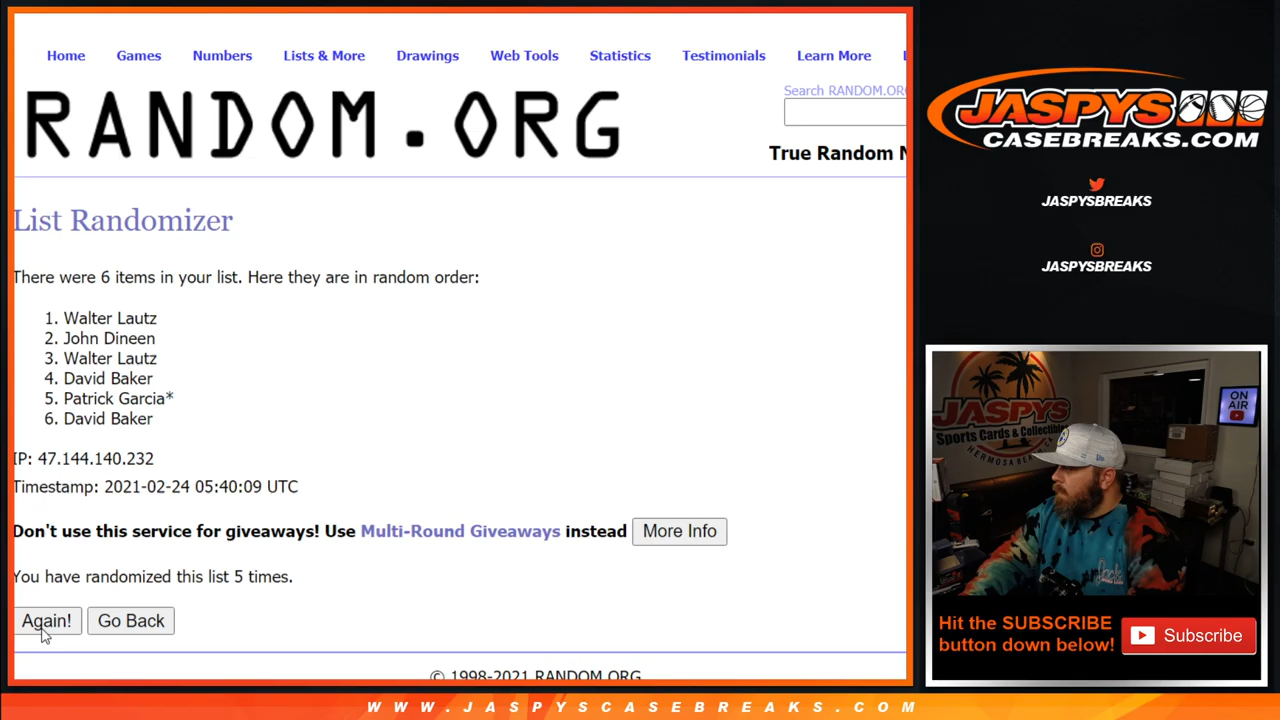 Home Games Numbers Lists & More Drawings Web Tools Statistics Testimonials Learn More
Search RANDOM.ORG
RANDOM.ORG
True Random N
List Randomizer
There were 6 items in your list. Here they are in random order:
1. Walter Lautz
2. John Dineen
3. Walter Lautz
4. David Baker
5. Patrick Garcia*
6. David Baker
IP: 47.144.140.232
Timestamp: 2021-02-24 05:40:09 UTC
Don't use this service for giveaways! Use Multi-Round Giveaways instead More Info
You have randomized this list 5 times.
Again! Go Back
© 1998-2021 RANDOM.ORG
JASPYS
CASEBREAKS.COM
JASPYSBREAKS
JASPYSBREAKS
JASPYS
Sports Cards & Collectibles
HERMOSA BEACH
ON
AIR
Hit the SUBSCRIBE
button down below!
Subscribe
WWW.JASPYSCASEBREAKS.COM